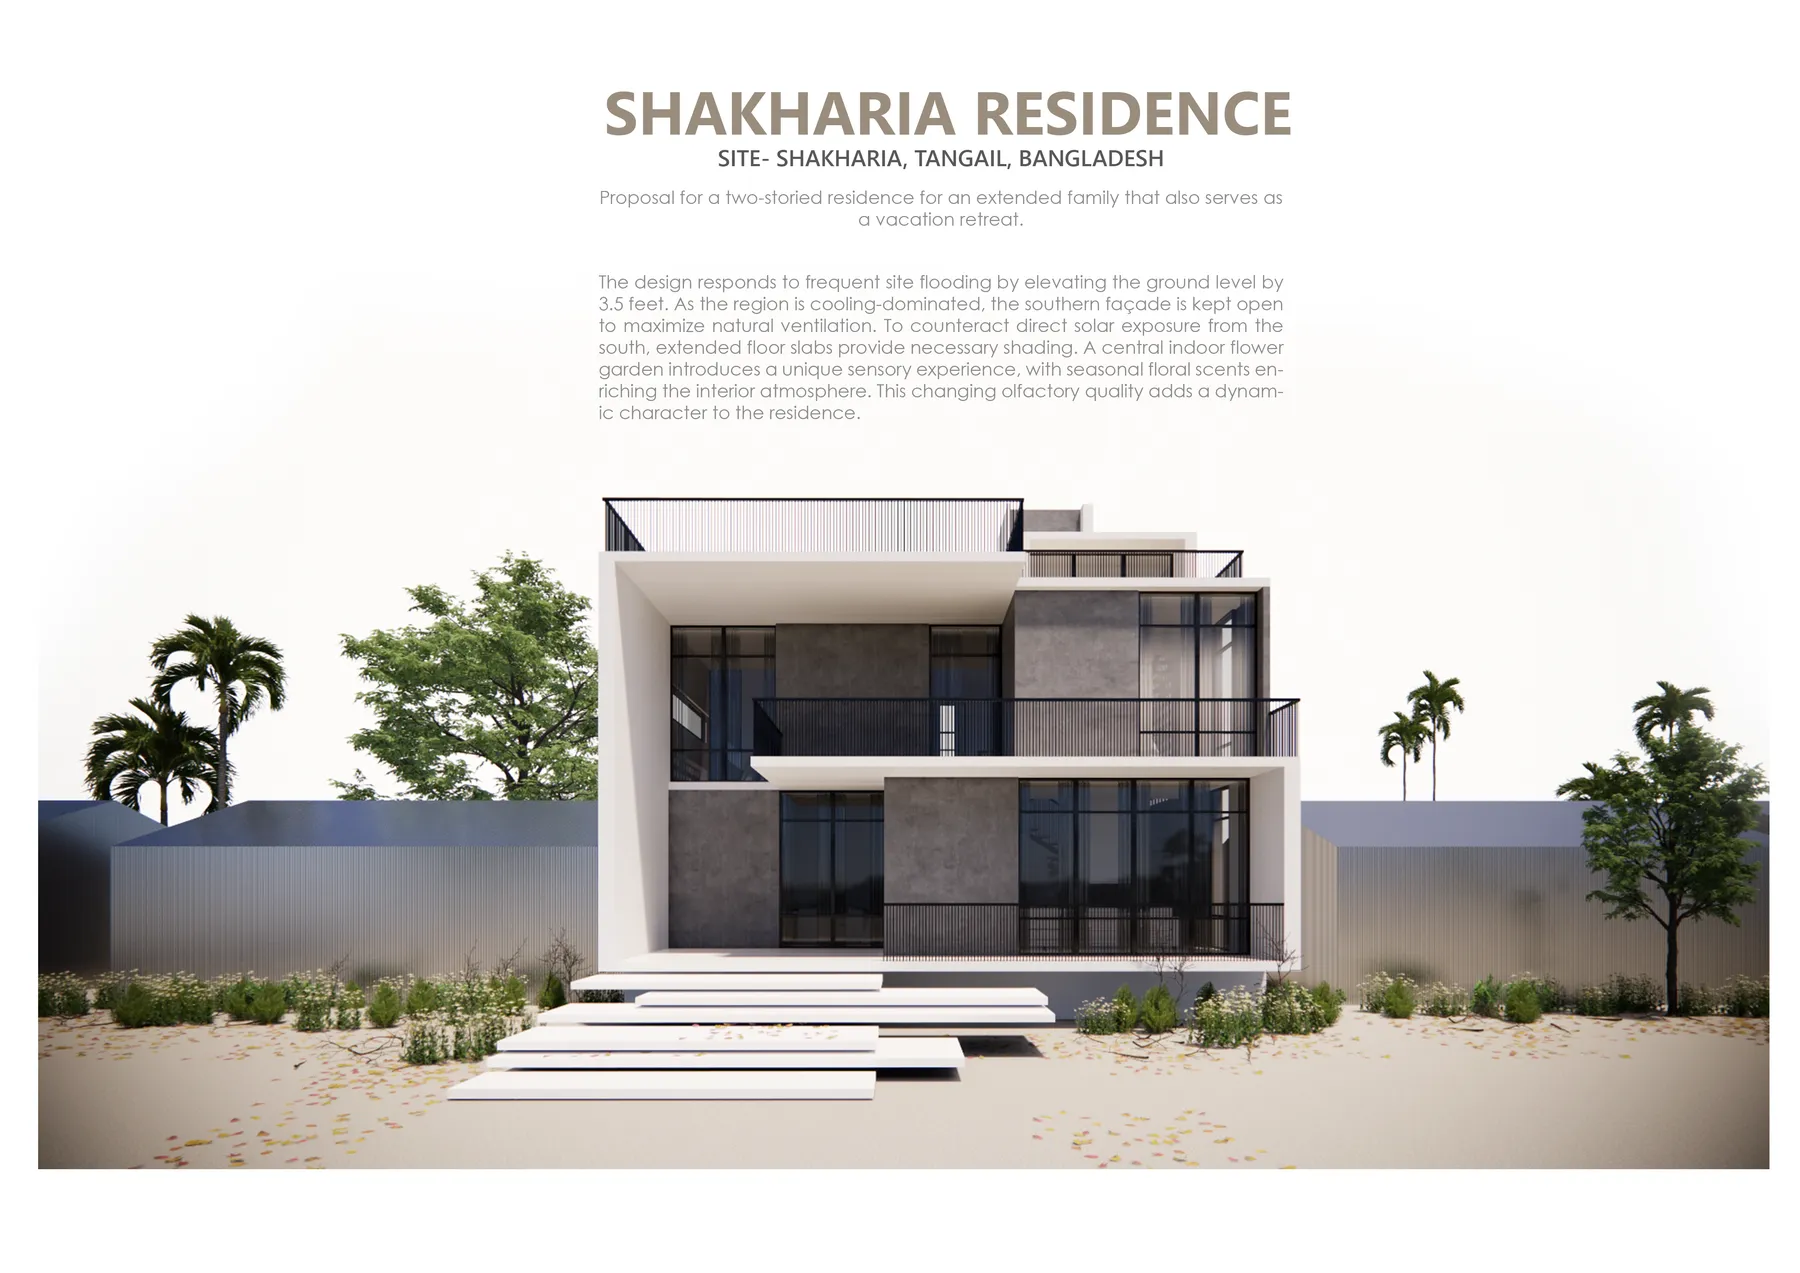 SHAKHARIA RESIDENCE
SITE- SHAKHARIA, TANGAIL, BANGLADESH
Proposal for a two-storied residence for an extended family that also serves as
a vacation retreat.
The design responds to frequent site flooding by elevating the ground level by
3.5 feet. As the region is cooling-dominated, the southern façade is kept open
to maximize natural ventilation. To counteract direct solar exposure from the
south, extended floor slabs provide necessary shading. A central indoor flower
garden introduces a unique sensory experience, with seasonal floral scents en-
riching the interior atmosphere. This changing olfactory quality adds a dynam-
ic character to the residence.